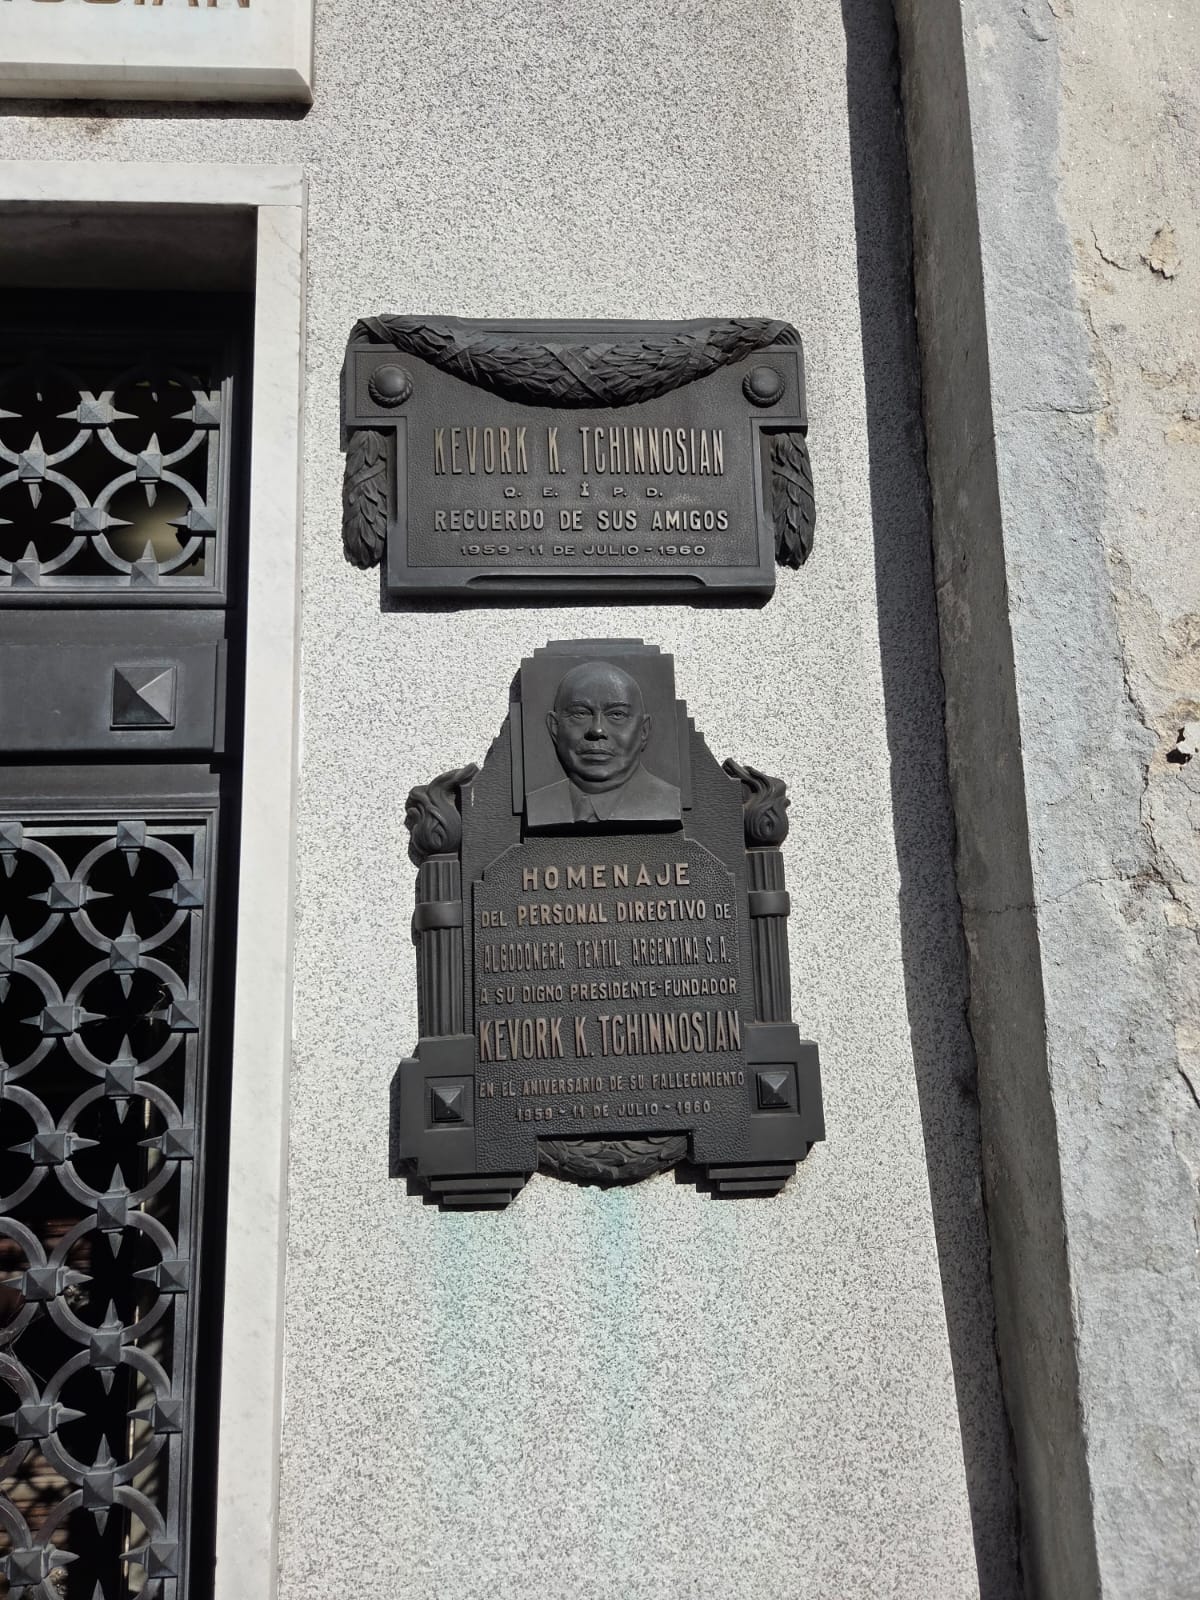 KEVORK K. TCHINNOSIAN
Q. E. P. D.
RECUERDO DE SUS AMIGOS
1959 - 11 DE JULIO - 1960
HOMENAJE
DEL PERSONAL DIRECTIVO DE
ALGODONERA TEXTIL ARGENTINA S.A.
A SU DIGNO PRESIDENTE-FUNDADOR
KEVORK K. TCHINNOSIAN
EN EL ANIVERSARIO DE SU FALLECIMIENTO
1959 - 11 DE JULIO - 1960